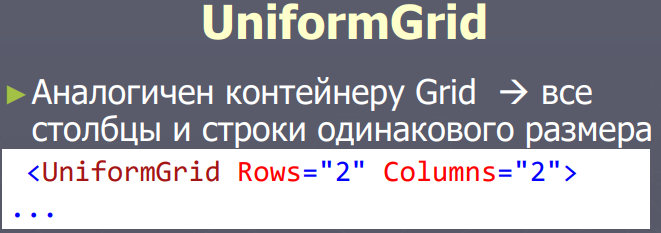 UniformGrid
►Аналогичен контейнеру Grid → все
столбцы и строки одинакового размера
<UniformGrid Rows="2" Columns="2">
...